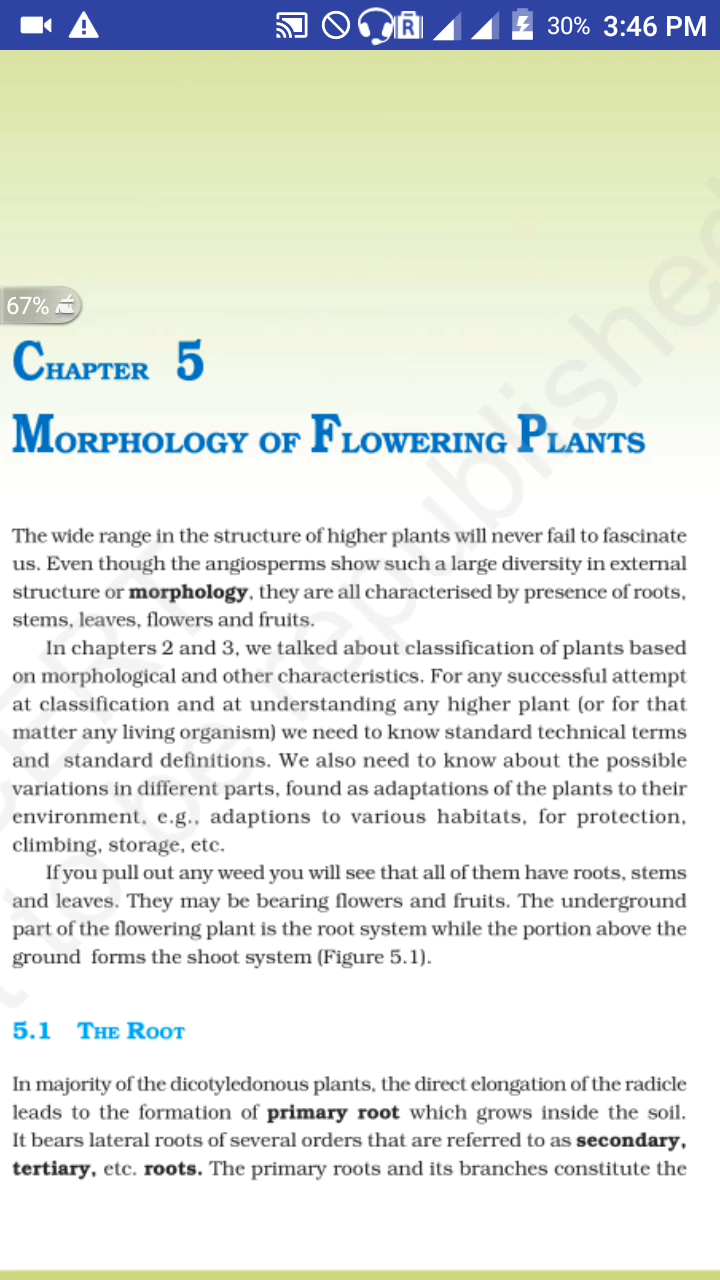 30% 3:46 PM
67%
CHAPTER 5
MORPHOLOGY OF FLOWERING PLANTS
The wide range in the structure of higher plants will never fail to fascinate
us. Even though the angiosperms show such a large diversity in external
structure or morphology, they are all characterised by presence of roots,
stems, leaves, flowers and fruits.
In chapters 2 and 3, we talked about classification of plants based
on morphological and other characteristics. For any successful attempt
at classification and at understanding any higher plant (or for that
matter any living organism) we need to know standard technical terms
and standard definitions. We also need to know about the possible
variations in different parts, found as adaptations of the plants to their
environment, e.g., adaptions to various habitats, for protection,
climbing, storage, etc.
If you pull out any weed you will see that all of them have roots, stems
and leaves. They may be bearing flowers and fruits. The underground
part of the flowering plant is the root system while the portion above the
ground forms the shoot system (Figure 5.1).
5.1 THE ROOT
In majority of the dicotyledonous plants, the direct elongation of the radicle
leads to the formation of primary root which grows inside the soil.
It bears lateral roots of several orders that are referred to as secondary,
tertiary, etc. roots. The primary roots and its branches constitute the